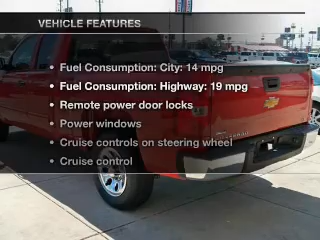 VEHICLE FEATURES
• Fuel Consumption: City: 14 mpg
• Fuel Consumption: Highway: 19 mpg
• Remote power door locks
• Power windows
• Cruise controls on steering wheel
• Cruise control